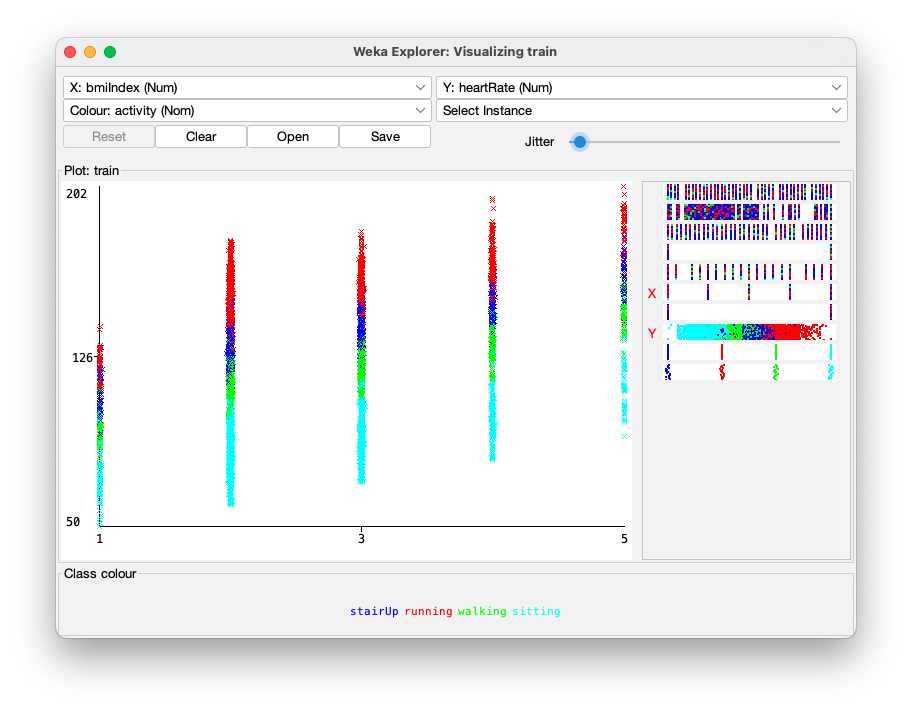 Weka Explorer: Visualizing train
X: bmiIndex (Num)
Y: heartRate (Num)
Colour: activity (Nom)
Select Instance
Reset
Clear
Open
Save
Jitter
Plot: train
202
126
50
1
3
5
X
Y
Class colour
stairUp running walking sitting